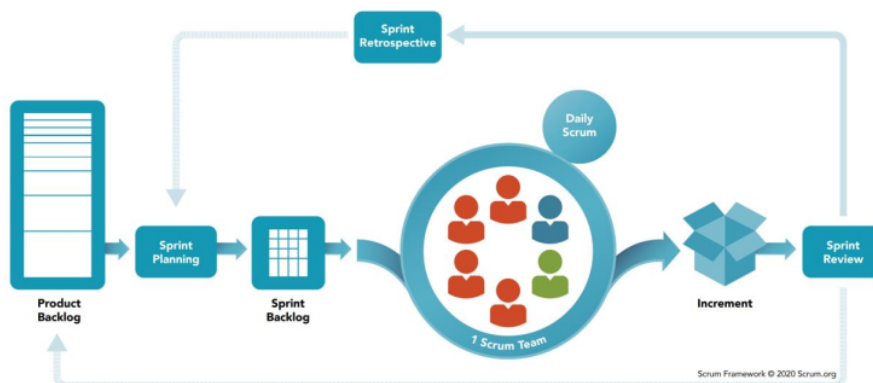 Sprint
Retrospective
Daily
Scrum
Sprint
Planning
Sprint
Review
Product
Backlog
Sprint
Backlog
1 Scrum Team
Increment
Scrum Framework © 2020 Scrum.org